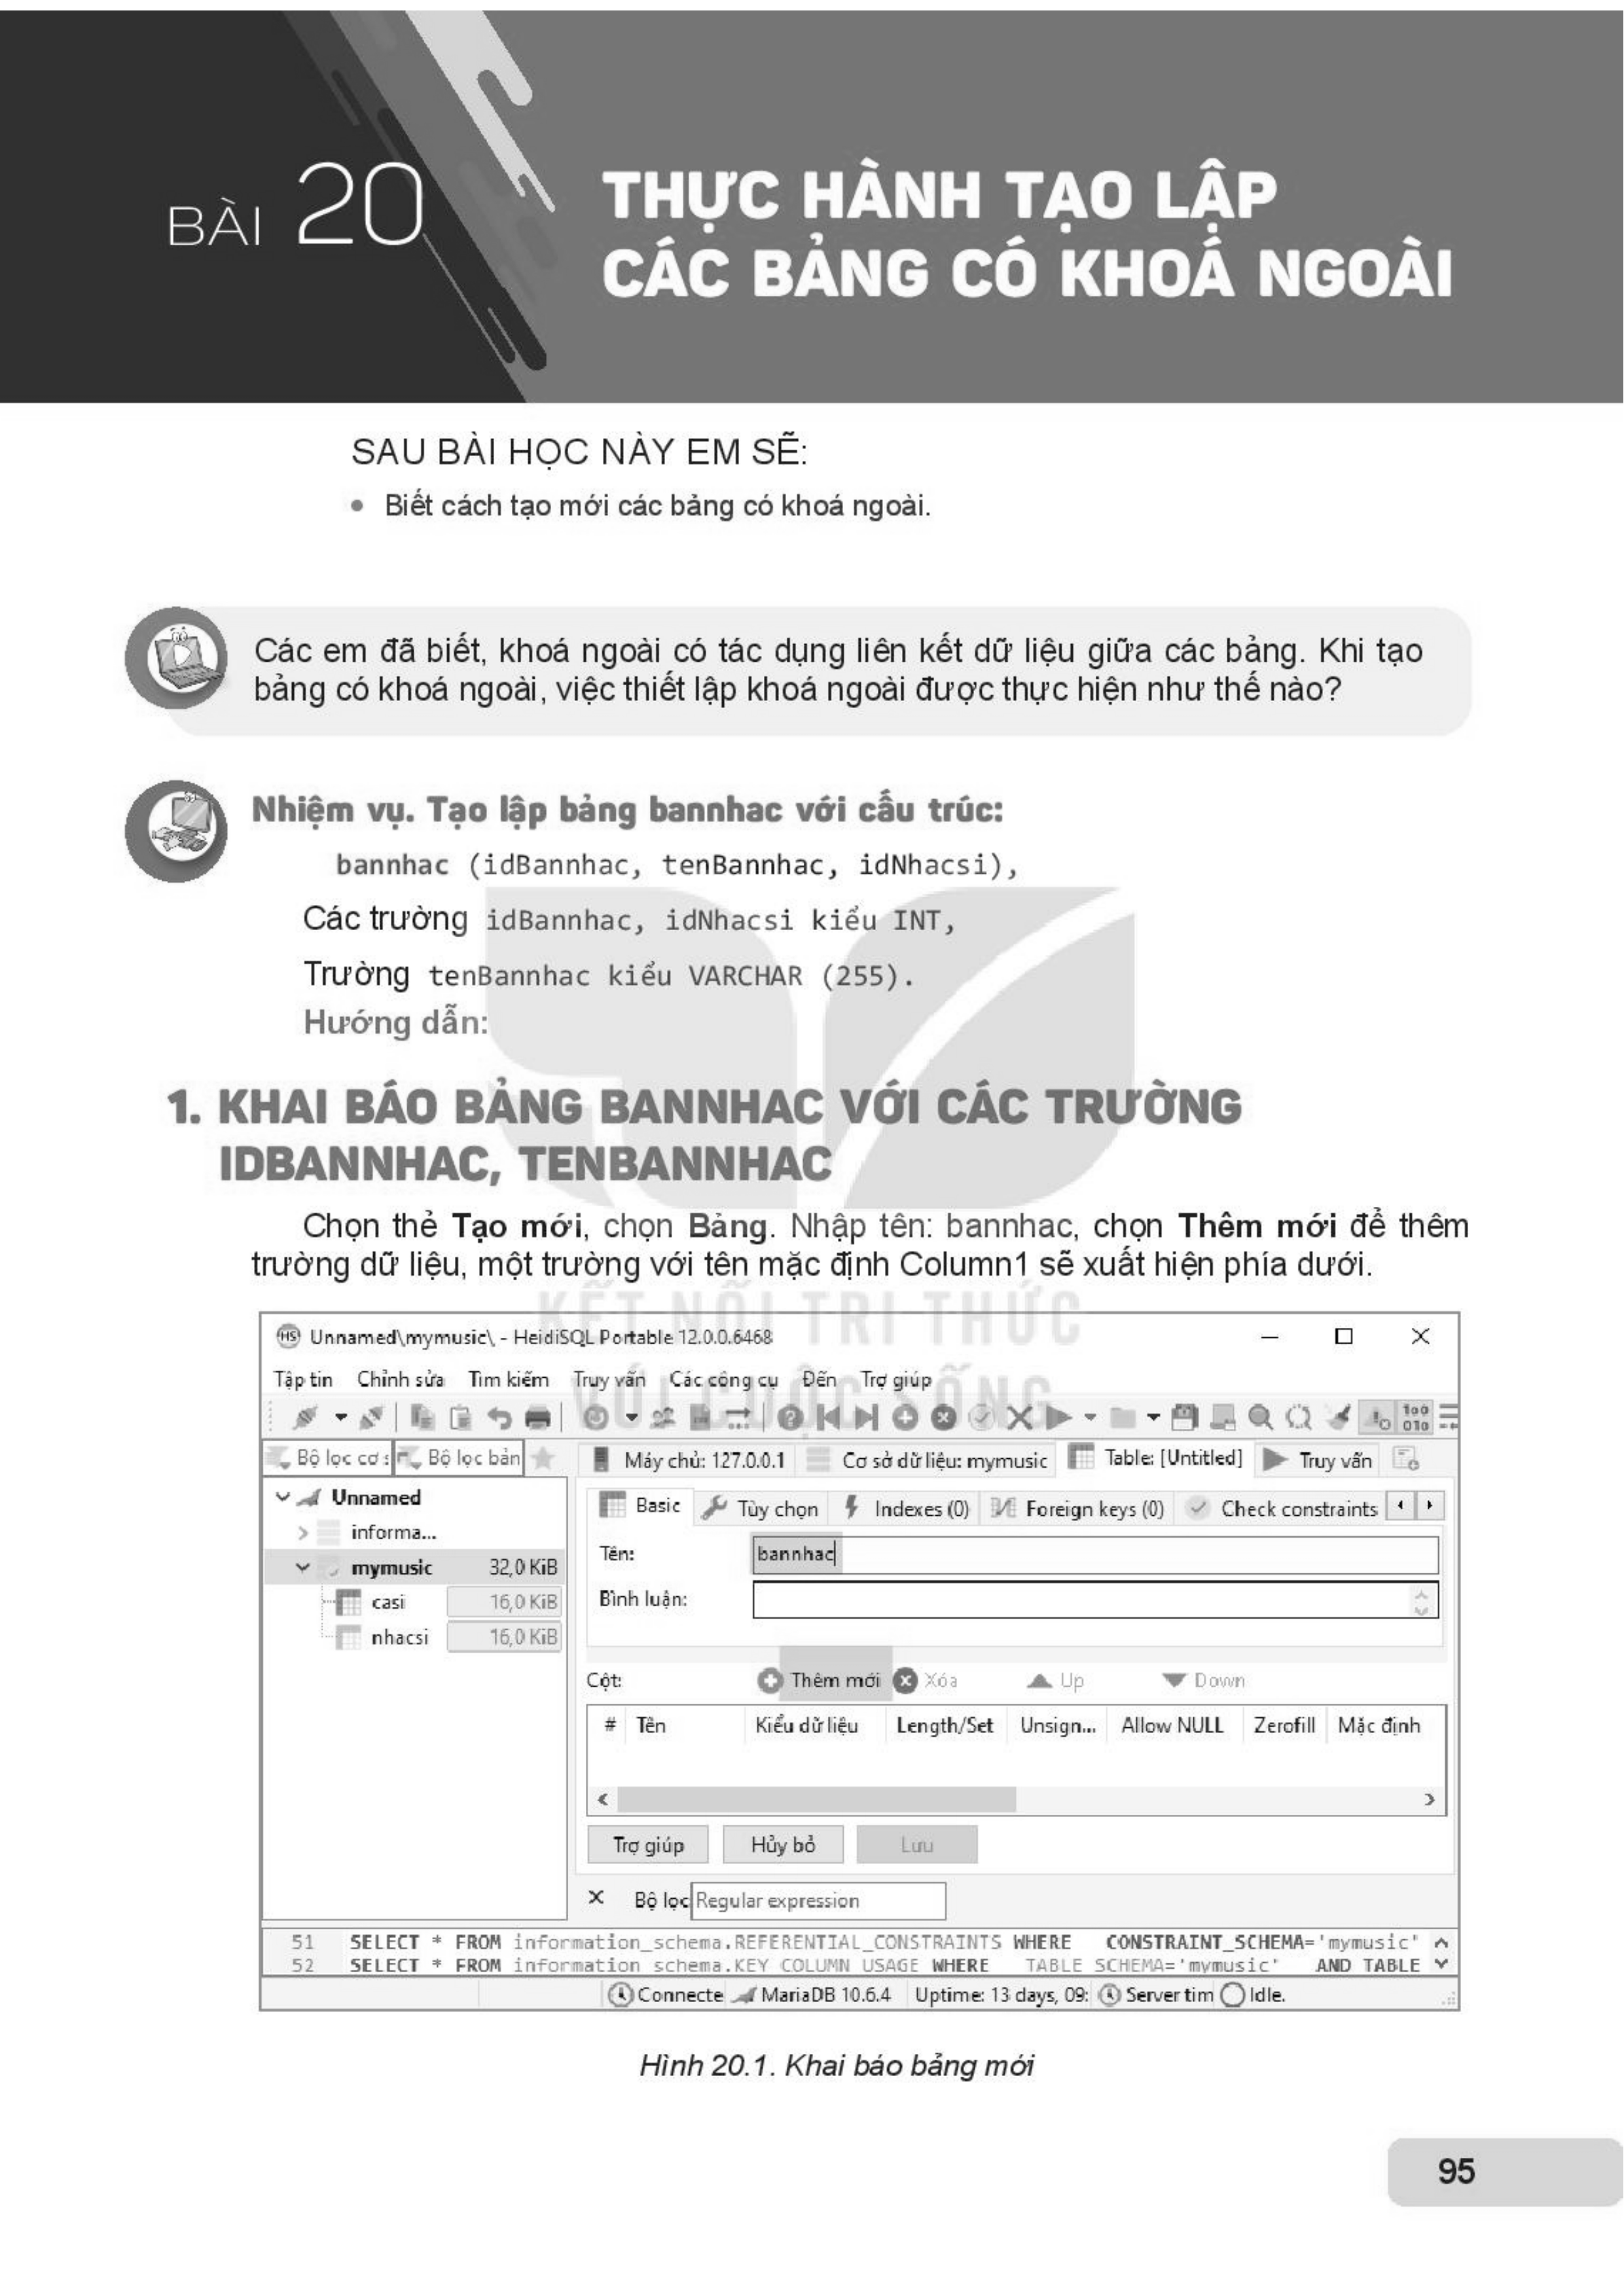 BÀI 20
THỰC HÀNH TẠO LẬP
CÁC BẢNG CÓ KHOÁ NGOÀI
SAU BÀI HỌC NÀY EM SẼ:
• Biết cách tạo mới các bảng có khoá ngoài.
Các em đã biết, khoá ngoài có tác dụng liên kết dữ liệu giữa các bảng. Khi tạo
bảng có khoá ngoài, việc thiết lập khoá ngoài được thực hiện như thế nào?
Nhiệm vụ. Tạo lập bảng bannhac với cấu trúc:
bannhac (idBannhac, tenBannhac, idNhacsi),
Các trường idBannhac, idNhacsi kiểu INT,
Trường tenBannhac kiểu VARCHAR (255).
Hướng dẫn:
1. KHAI BÁO BẢNG BANNHAC VỚI CÁC TRƯỜNG
IDBANNHAC, TENBANNHAC
Chọn thẻ Tạo mới, chọn Bảng. Nhập tên: bannhac, chọn Thêm mới để thêm
trường dữ liệu, một trường với tên mặc định Column1 sẽ xuất hiện phía dưới.
KẾT NỐI TRI THỨC
VỚI CUỘC SỐNG
Unnamed\mymusic\ - HeidiSQL Portable 12.0.0.6468
Tập tin Chỉnh sửa Tìm kiếm Truy vấn Các công cụ Đến Trợ giúp
Bộ lọc cơ s Bộ lọc bản Máy chủ: 127.0.0.1 Cơ sở dữ liệu: mymusic Table: [Untitled] Truy vấn
Unnamed
Basic Tùy chọn Indexes (0) Foreign keys (0) Check constraints
informa...
mymusic 32,0 KiB
Tên: bannhac
casi 16,0 KiB
Bình luận:
nhacsi 16,0 KiB
Cột: Thêm mới Xóa Up Down
# Tên Kiểu dữ liệu Length/Set Unsign... Allow NULL Zerofill Mặc định
Trợ giúp Hủy bỏ Lưu
Bộ lọc Regular expression
51 SELECT * FROM information_schema.REFERENTIAL_CONSTRAINTS WHERE CONSTRAINT_SCHEMA='mymusic'
52 SELECT * FROM information_schema.KEY_COLUMN_USAGE WHERE TABLE_SCHEMA='mymusic' AND TABLE
Connecte MariaDB 10.6.4 Uptime: 13 days, 09: Server tim Idle.
Hình 20.1. Khai báo bảng mới
95